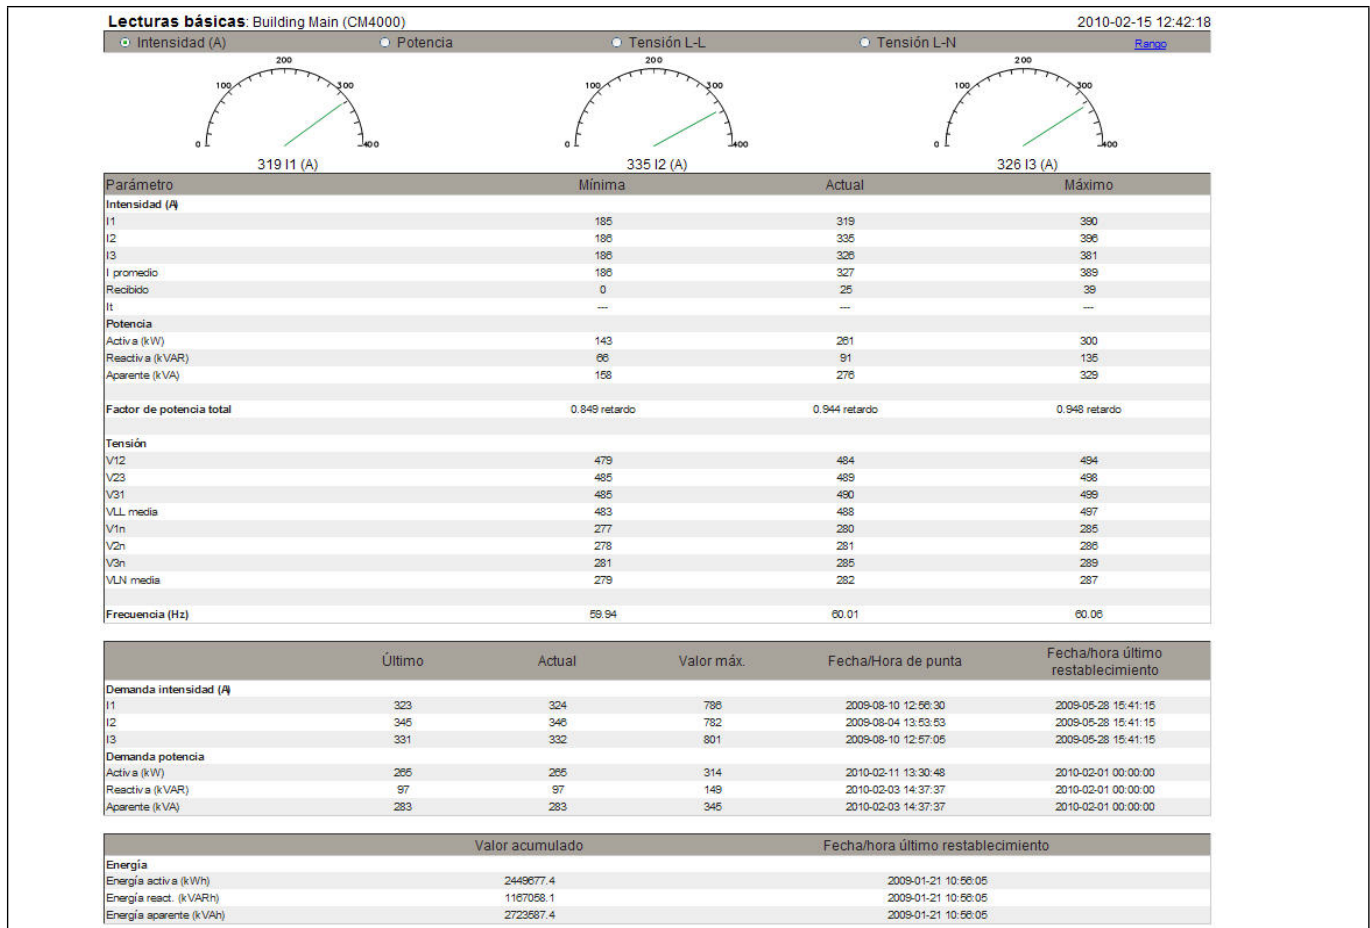 Lecturas básicas: Building Main (CM4000) 2010-02-15 12:42:18
Intensidad (A) Potencia Tensión L-L Tensión L-N Rango
0 100 200 300 400 0 100 200 300 400 0 100 200 300 400
319 I1 (A) 335 I2 (A) 326 I3 (A)
Parámetro Mínima Actual Máximo
Intensidad (A)
I1 185 319 390
I2 186 335 396
I3 186 326 381
I promedio 186 327 389
Recibido 0 25 39
It --- --- ---
Potencia
Activa (kW) 143 261 300
Reactiva (kVAR) 66 91 135
Aparente (kVA) 158 276 329
Factor de potencia total 0.849 retardo 0.944 retardo 0.948 retardo
Tensión
V12 479 484 494
V23 485 489 498
V31 485 490 499
VLL media 483 488 497
V1n 277 280 285
V2n 278 281 286
V3n 281 285 289
VLN media 279 282 287
Frecuencia (Hz) 59.94 60.01 60.06
Último Actual Valor máx. Fecha/Hora de punta Fecha/hora último restablecimiento
Demanda intensidad (A)
I1 323 324 786 2009-08-10 12:56:30 2009-05-28 15:41:15
I2 345 346 782 2009-08-04 13:53:53 2009-05-28 15:41:15
I3 331 332 801 2009-08-10 12:57:05 2009-05-28 15:41:15
Demanda potencia
Activa (kW) 265 265 314 2010-02-11 13:30:48 2010-02-01 00:00:00
Reactiva (kVAR) 97 97 149 2010-02-03 14:37:37 2010-02-01 00:00:00
Aparente (kVA) 283 283 345 2010-02-03 14:37:37 2010-02-01 00:00:00
Valor acumulado Fecha/hora último restablecimiento
Energía
Energía activa (kWh) 2449677.4 2009-01-21 10:56:05
Energía react. (kVARh) 1167058.1 2009-01-21 10:56:05
Energía aparente (kVAh) 2723587.4 2009-01-21 10:56:05